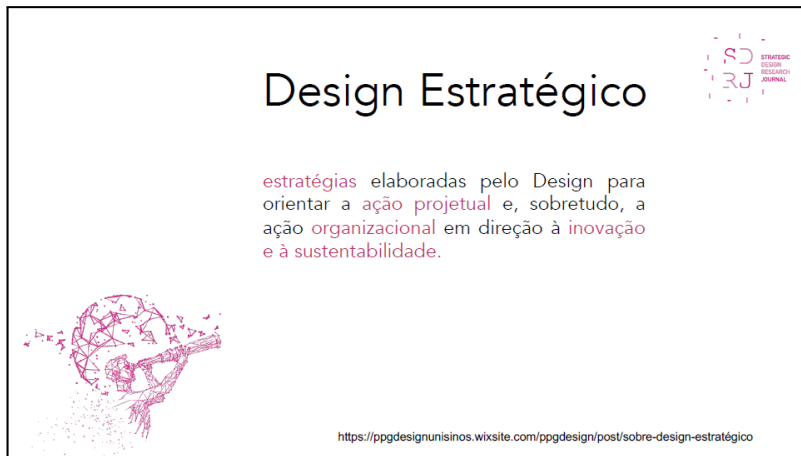 SD
RJ
STRATEGIC
DESIGN
RESEARCH
JOURNAL
Design Estratégico
estratégias elaboradas pelo Design para
orientar a ação projetual e, sobretudo, a
ação organizacional em direção à inovação
e à sustentabilidade.
https://ppgdesignunisinos.wixsite.com/ppgdesign/post/sobre-design-estratégico